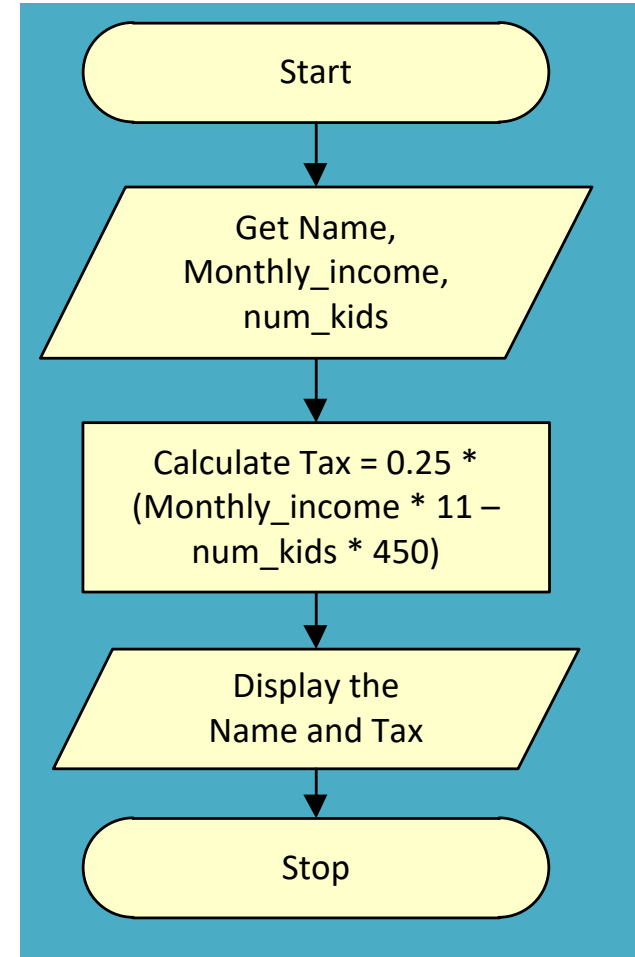 Start
Get Name,
Monthly_income,
num_kids
Calculate Tax = 0.25 *
(Monthly_income * 11 –
num_kids * 450)
Display the
Name and Tax
Stop